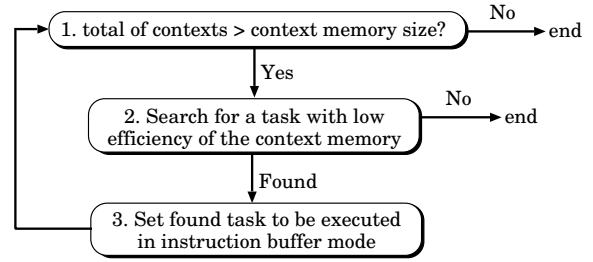 No
1. total of contexts > context memory size?
end
Yes
2. Search for a task with low
efficiency of the context memory
No
end
Found
3. Set found task to be executed
in instruction buffer mode